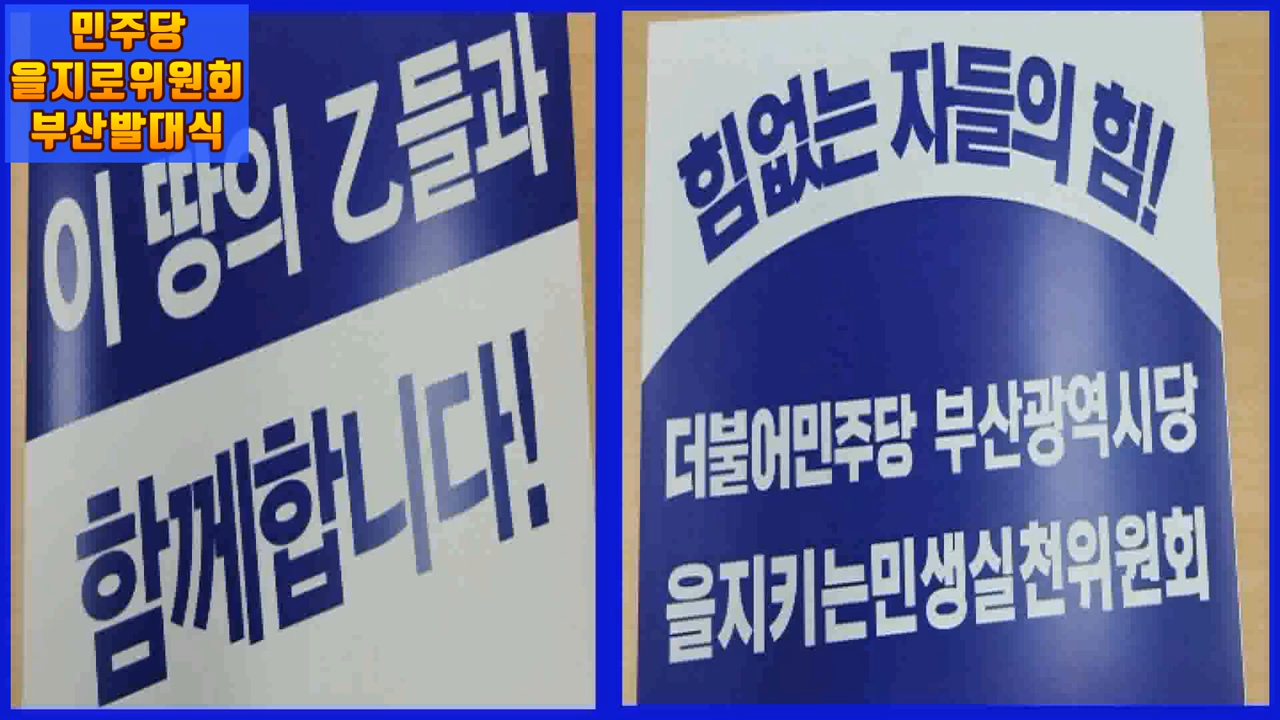 민주당
을지로위원회
부산발대식
이 땅의 乙들과
함께합니다!
힘없는 자들의 힘!
더불어민주당 부산광역시당
을지키는민생실천위원회